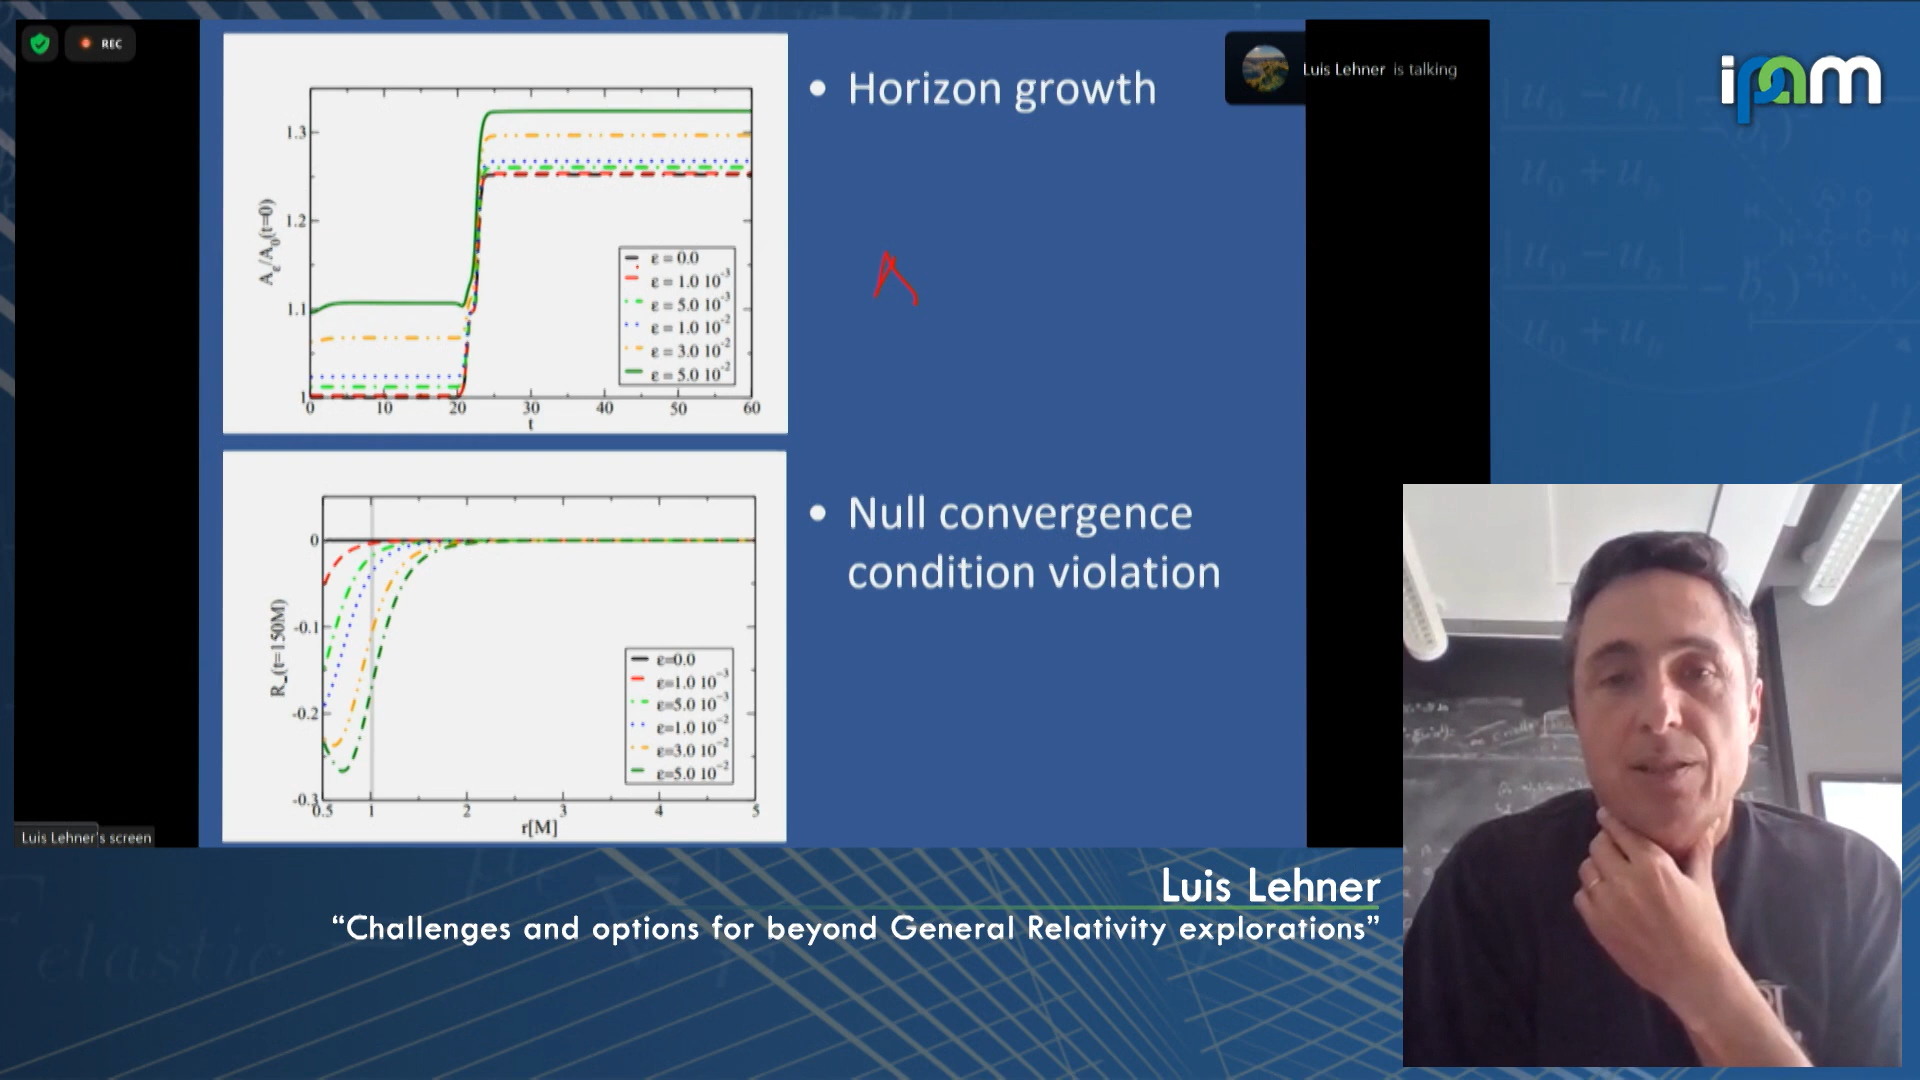 REC
Horizon growth
Luis Lehner is talking
ipam
1.3
1.2
1.1
1
A_ε/A_0(t=0)
ε = 0.0
ε = 1.0 10^-3
ε = 5.0 10^-3
ε = 1.0 10^-2
ε = 3.0 10^-2
ε = 5.0 10^-2
0 10 20 30 40 50 60
t
Null convergence
condition violation
0
-0.1
-0.2
-0.3
R_(t=150M)
ε=0.0
ε=1.0 10^-3
ε=5.0 10^-3
ε=1.0 10^-2
ε=3.0 10^-2
ε=5.0 10^-2
0.5 1 2 3 4 5
r[M]
Luis Lehner's screen
Luis Lehner
“Challenges and options for beyond General Relativity explorations”
elastic